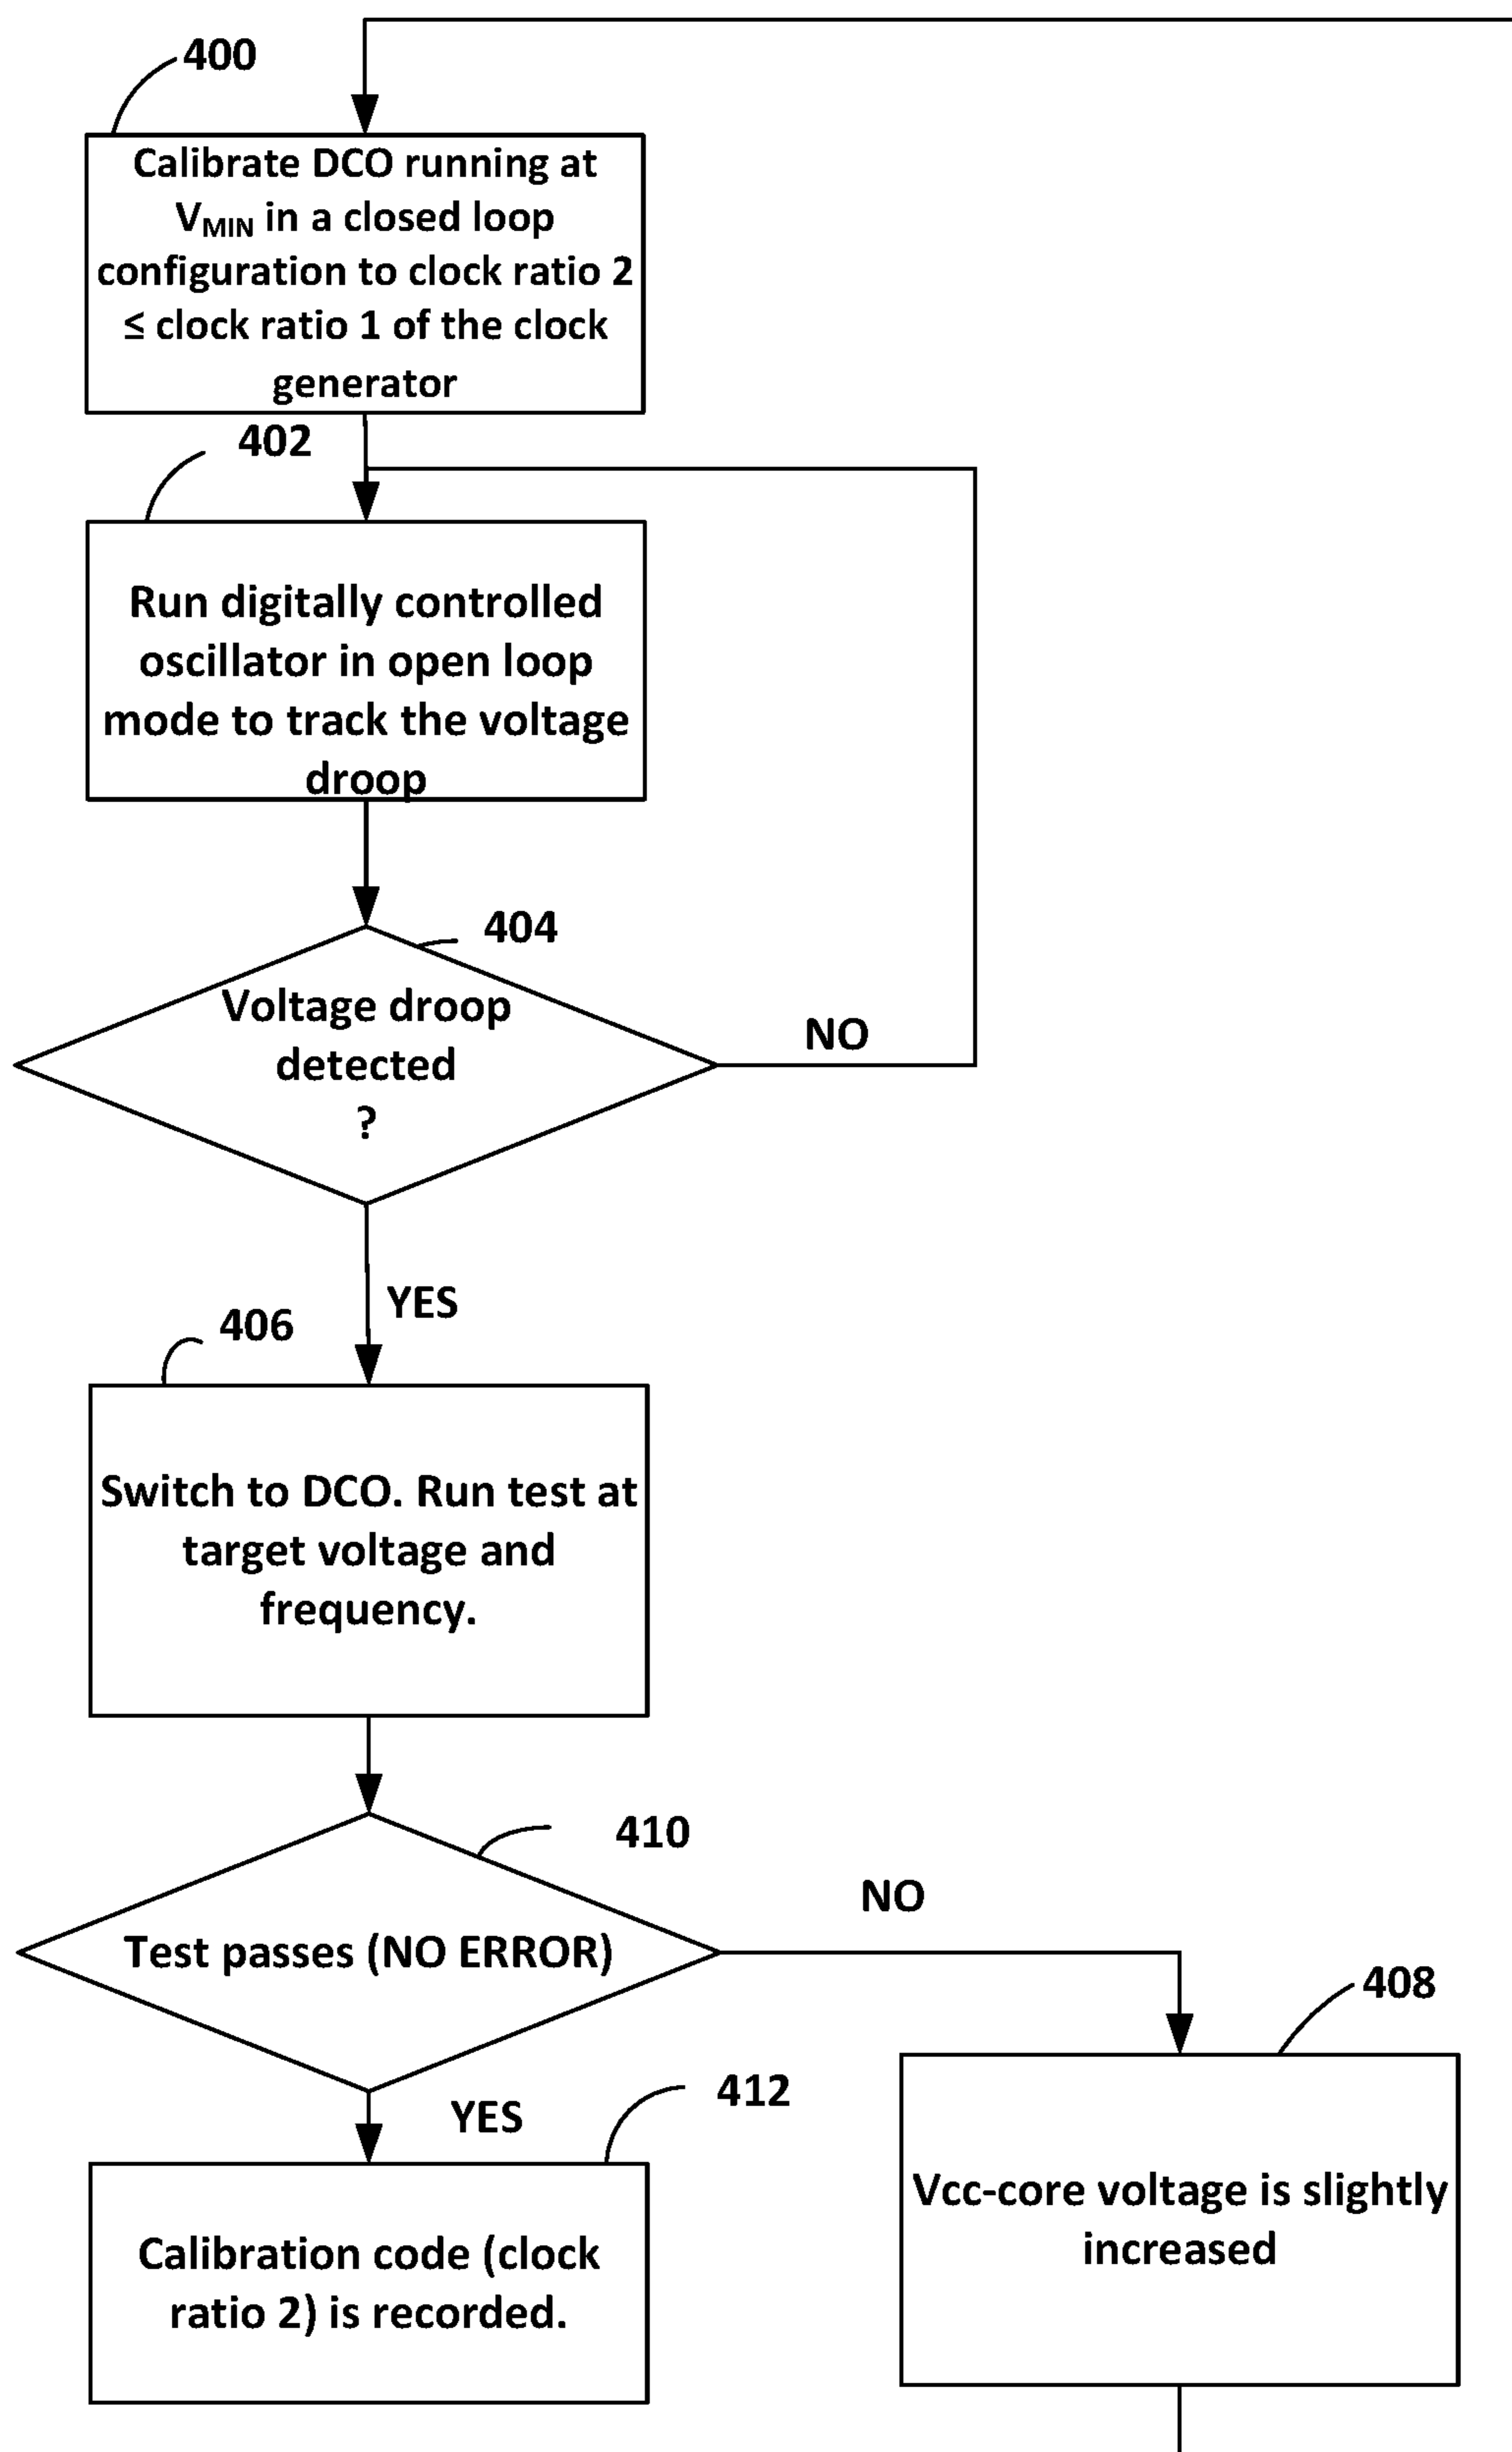 400
Calibrate DCO running at
VMIN in a closed loop
configuration to clock ratio 2
≤ clock ratio 1 of the clock
generator
402
Run digitally controlled
oscillator in open loop
mode to track the voltage
droop
404
Voltage droop
detected
?
NO
YES
406
Switch to DCO. Run test at
target voltage and
frequency.
410
Test passes (NO ERROR)
NO
408
YES
412
Vcc-core voltage is slightly
increased
Calibration code (clock
ratio 2) is recorded.